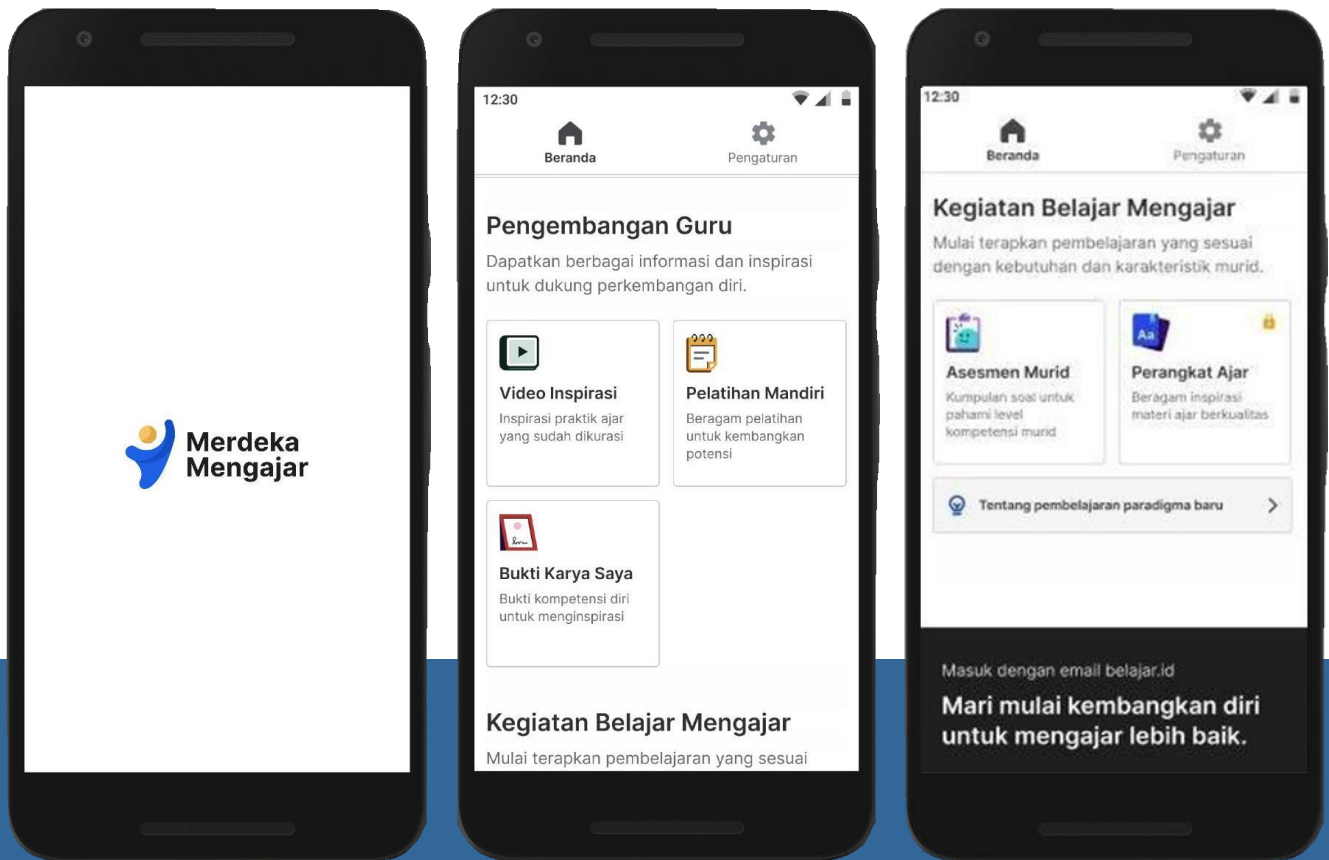 Merdeka
Mengajar
12:30
Beranda
Pengaturan
Pengembangan Guru
Dapatkan berbagai informasi dan inspirasi
untuk dukung perkembangan diri.
Video Inspirasi
Inspirasi praktik ajar
yang sudah dikurasi
Pelatihan Mandiri
Beragam pelatihan
untuk kembangkan
potensi
Bukti Karya Saya
Bukti kompetensi diri
untuk menginspirasi
Kegiatan Belajar Mengajar
Mulai terapkan pembelajaran yang sesuai
12:30
Beranda
Pengaturan
Kegiatan Belajar Mengajar
Mulai terapkan pembelajaran yang sesuai
dengan kebutuhan dan karakteristik murid.
Asesmen Murid
Kumpulan soal untuk
pahami level
kompetensi murid
Aa
Perangkat Ajar
Beragam inspirasi
materi ajar berkualitas
Tentang pembelajaran paradigma baru
Masuk dengan email belajar.id
Mari mulai kembangkan diri
untuk mengajar lebih baik.